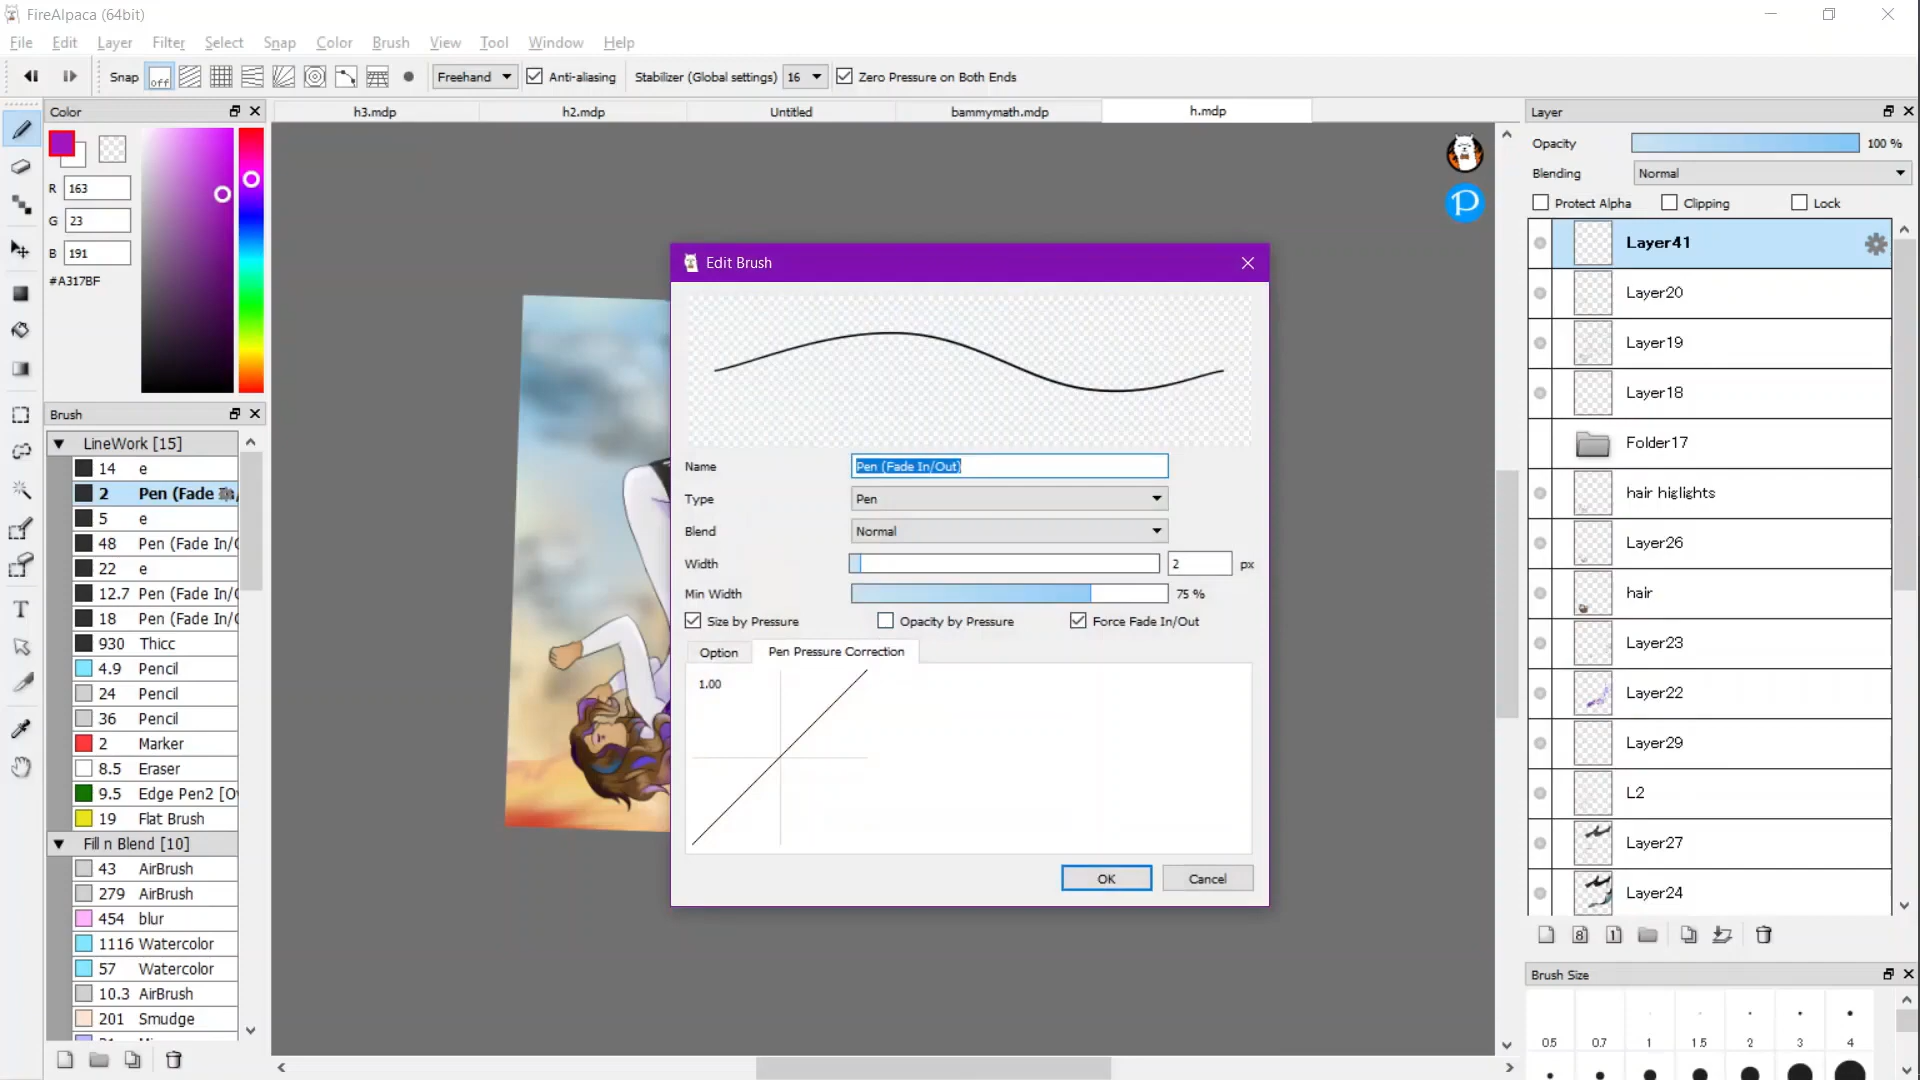 FireAlpaca (64bit)
File Edit Layer Filter Select Snap Color Brush View Tool Window Help
Snap off Freehand Anti-aliasing Stabilizer (Global settings) 16 Zero Pressure on Both Ends
Color
R 163
G 23
B 191
#A317BF
Brush
LineWork [15]
14 e
2 Pen (Fade
5 e
48 Pen (Fade In/
22 e
12.7 Pen (Fade In/
18 Pen (Fade In/
930 Thicc
4.9 Pencil
24 Pencil
36 Pencil
2 Marker
8.5 Eraser
9.5 Edge Pen2
19 Flat Brush
Fill n Blend [10]
43 AirBrush
279 AirBrush
454 blur
1116 Watercolor
57 Watercolor
10.3 AirBrush
201 Smudge
h3.mdp h2.mdp Untitled bammymath.mdp h.mdp
P
Edit Brush
Name Pen (Fade In/Out)
Type Pen
Blend Normal
Width 2 px
Min Width 75 %
Size by Pressure Opacity by Pressure Force Fade In/Out
Option Pen Pressure Correction
1.00
OK Cancel
Layer
Opacity 100 %
Blending Normal
Protect Alpha Clipping Lock
Layer41
Layer20
Layer19
Layer18
Folder17
hair higlights
Layer26
hair
Layer23
Layer22
Layer29
L2
Layer27
Layer24
8 1
Brush Size
0.5 0.7 1 1.5 2 3 4